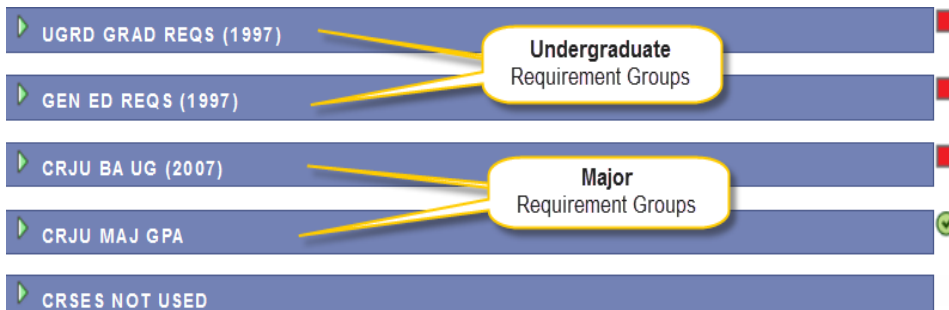 UGRD GRAD REQS (1997)
Undergraduate
Requirement Groups
GEN ED REQS (1997)
CRJU BA UG (2007)
Major
Requirement Groups
CRJU MAJ GPA
CRSES NOT USED